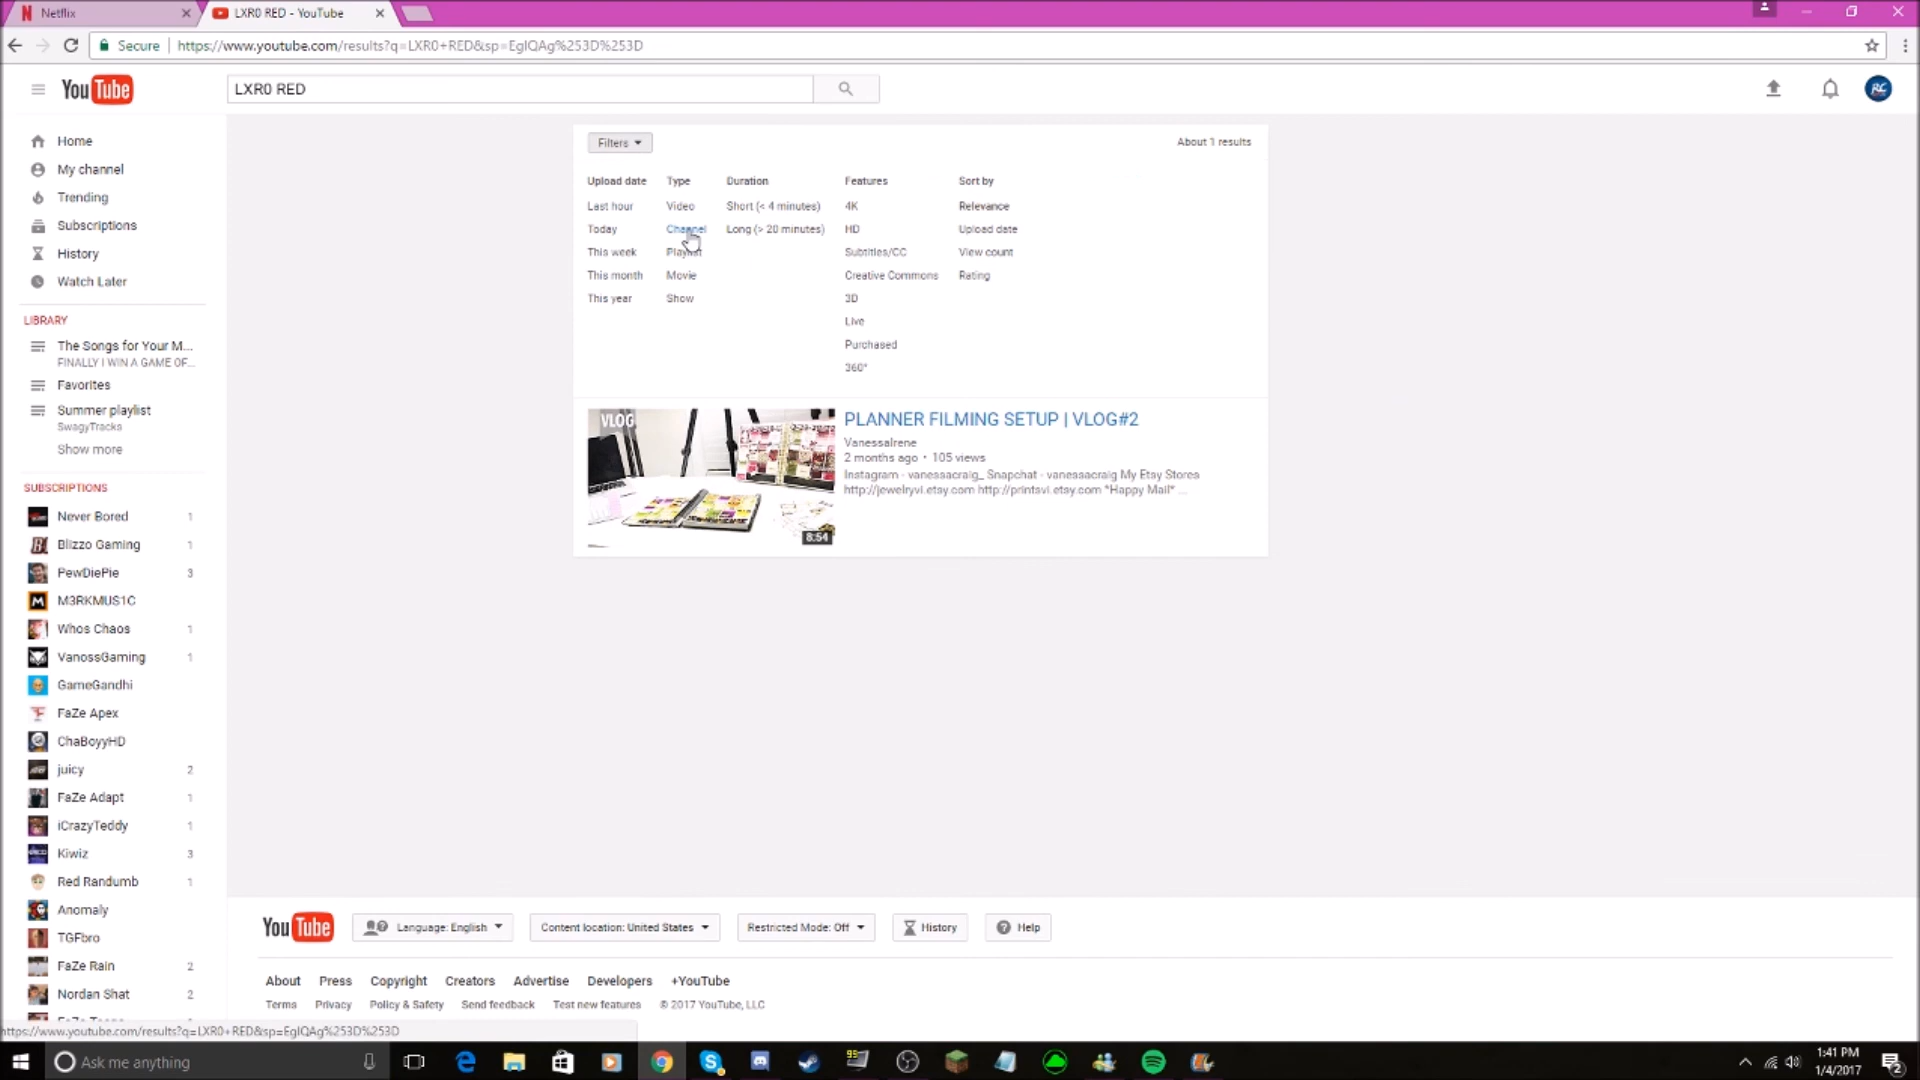 Netflix
LXR0 RED - YouTube
Secure
https://www.youtube.com/results?q=LXR0+RED&sp=EgIQAg%253D%253D
YouTube
LXR0 RED
RC
Home
My channel
Trending
Subscriptions
History
Watch Later
LIBRARY
The Songs for Your M...
FINALLY I WIN A GAME OF...
Favorites
Summer playlist
SwagyTracks
Show more
SUBSCRIPTIONS
Never Bored 1
Blizzo Gaming 1
PewDiePie 3
M3RKMUS1C
Whos Chaos 1
VanossGaming 1
GameGandhi
FaZe Apex
ChaBoyyHD
juicy 2
FaZe Adapt 1
iCrazyTeddy 1
Kiwiz 3
Red Randumb 1
Anomaly
TGFbro
FaZe Rain 2
Nordan Shat 2
Filters
About 1 results
Upload date Type Duration Features Sort by
Last hour Video Short (< 4 minutes) 4K Relevance
Today Channel Long (> 20 minutes) HD Upload date
This week Playlist Subtitles/CC View count
This month Movie Creative Commons Rating
This year Show 3D
Live
Purchased
360°
VLOG
8:54
PLANNER FILMING SETUP | VLOG#2
VanessaIrene
2 months ago • 105 views
Instagram - vanessacraig_ Snapchat - vanessacraig My Etsy Stores
http://jewelryvi.etsy.com http://printsvi.etsy.com *Happy Mail* ...
YouTube
Language: English
Content location: United States
Restricted Mode: Off
History
Help
About Press Copyright Creators Advertise Developers +YouTube
Terms Privacy Policy & Safety Send feedback Test new features © 2017 YouTube, LLC
https://www.youtube.com/results?q=LXR0+RED&sp=EgIQAg%253D%253D
Ask me anything
95
1:41 PM
1/4/2017
2